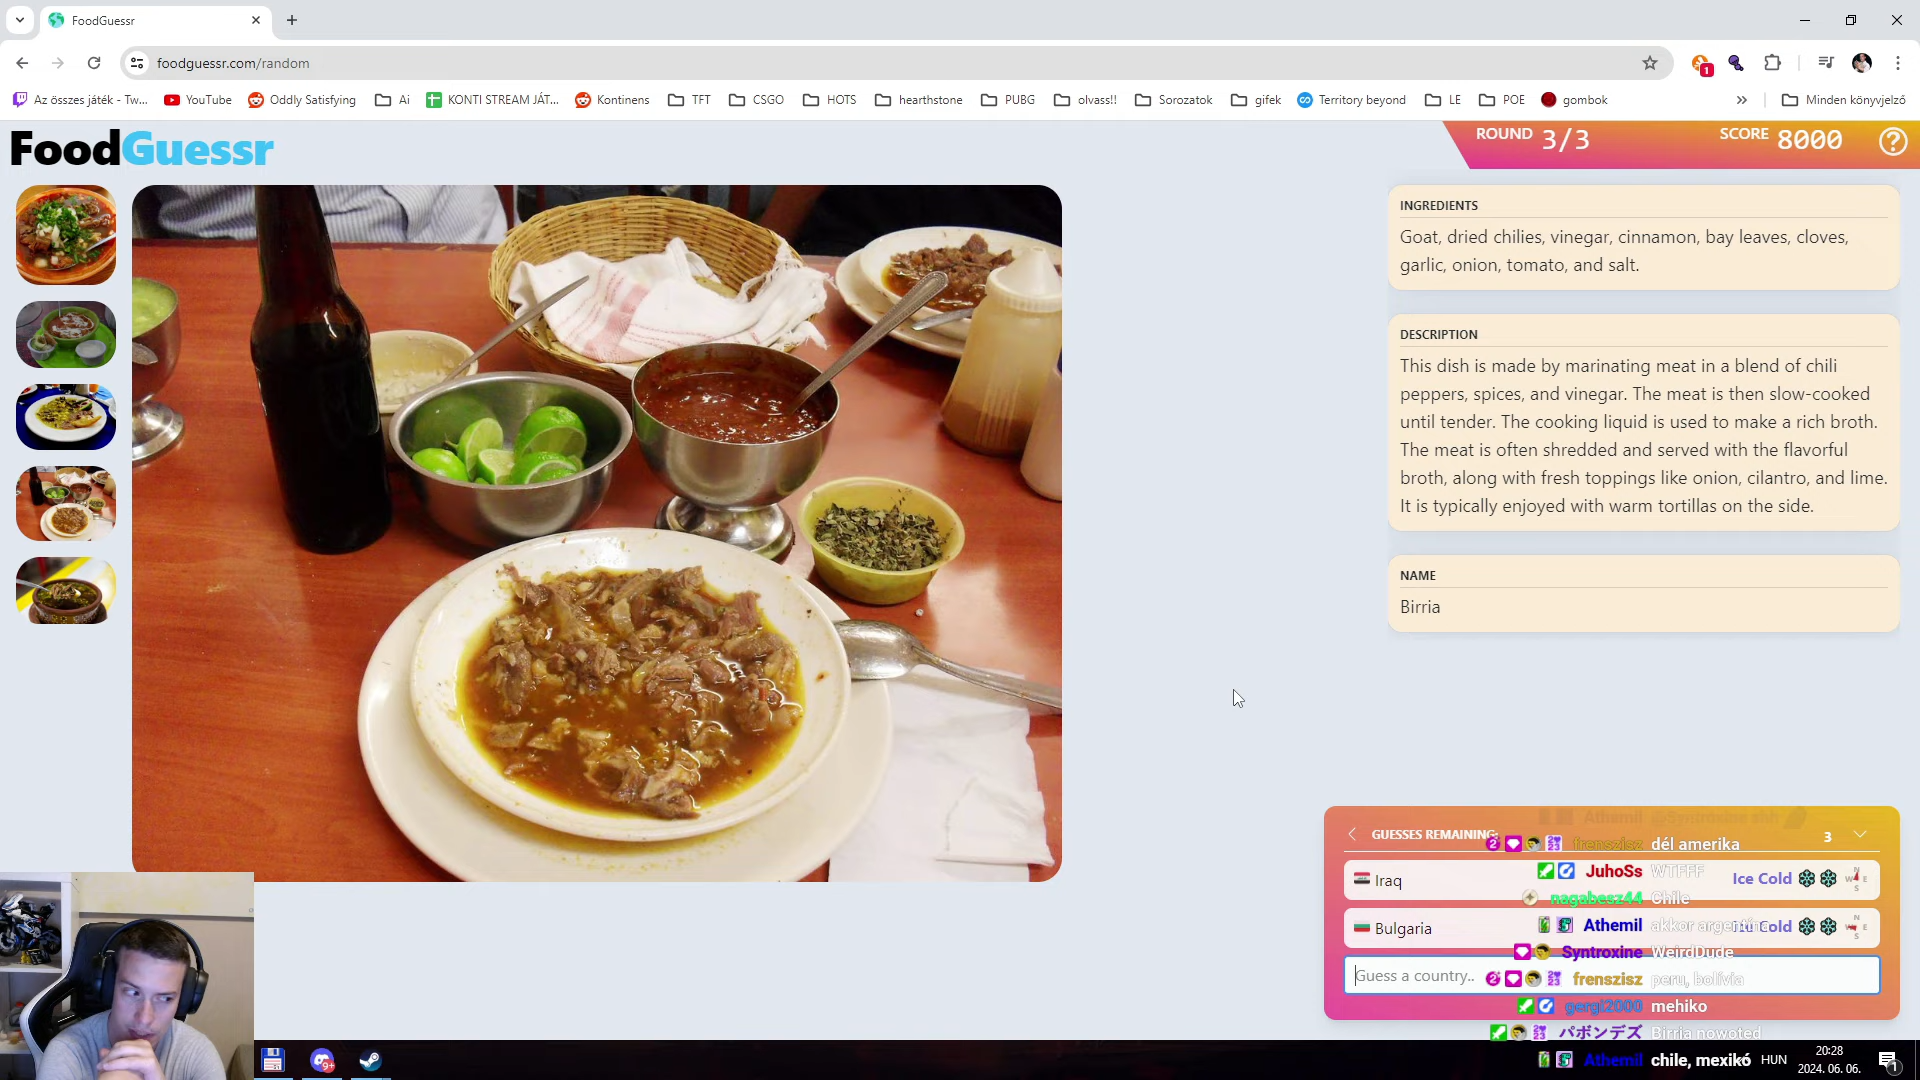 FoodGuessr
foodguessr.com/random
1
Az összes játék - Tw...
YouTube
Oddly Satisfying
Ai
KONTI STREAM JÁT...
Kontinens
TFT
CSGO
HOTS
hearthstone
PUBG
olvass!!
Sorozatok
gifek
Territory beyond
LE
POE
gombok
Minden könyvjelző
FoodGuessr
ROUND 3/3
SCORE 8000
INGREDIENTS
Goat, dried chilies, vinegar, cinnamon, bay leaves, cloves,
garlic, onion, tomato, and salt.
DESCRIPTION
This dish is made by marinating meat in a blend of chili
peppers, spices, and vinegar. The meat is then slow-cooked
until tender. The cooking liquid is used to make a rich broth.
The meat is often shredded and served with the flavorful
broth, along with fresh toppings like onion, cilantro, and lime.
It is typically enjoyed with warm tortillas on the side.
NAME
Birria
Athemil @Syntroxine
GUESSES REMAINING: 3
frenszisz dél amerika
JuhoSs WTFFF
Iraq Ice Cold
nagabesz44 Chile
Athemil akkor argentína
Bulgaria Ice Cold
Syntroxine WeirdDude
Guess a country..
frenszisz peru, bolívia
gergi2000 mehiko
パボンデズ Birria nowoted
Athemil chile, mexikó
HUN
20:28
2024. 06. 06.
1
9+